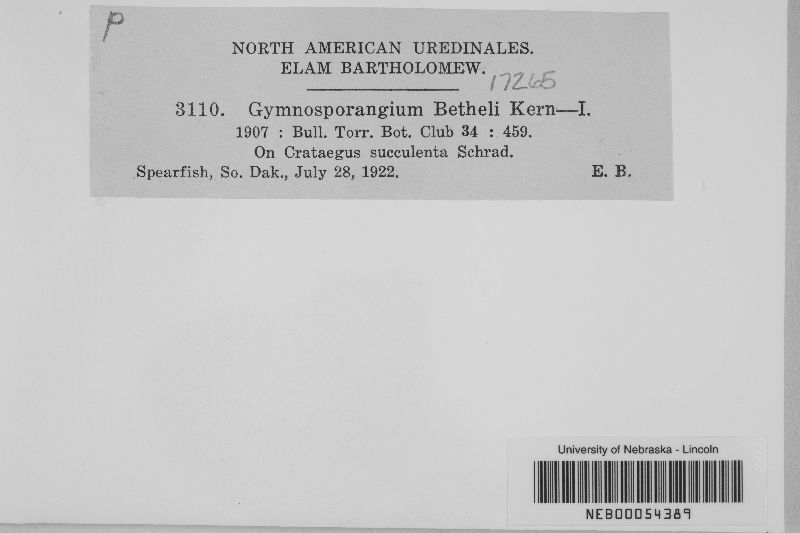 P
NORTH AMERICAN UREDINALES.
ELAM BARTHOLOMEW.
17265
3110. Gymnosporangium Betheli Kern—I.
1907 : Bull. Torr. Bot. Club 34 : 459.
On Crataegus succulenta Schrad.
Spearfish, So. Dak., July 28, 1922. E. B.
University of Nebraska - Lincoln
NEB00054389